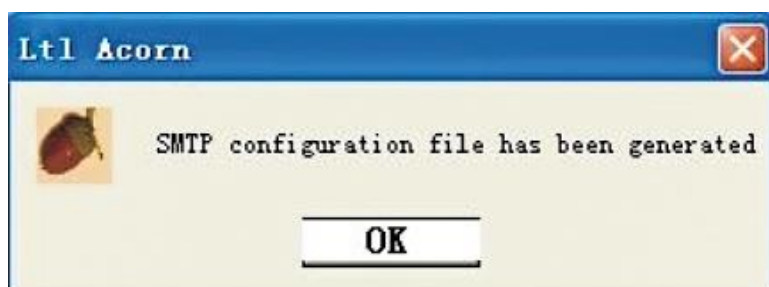 Ltl Acorn
SMTP configuration file has been generated
OK